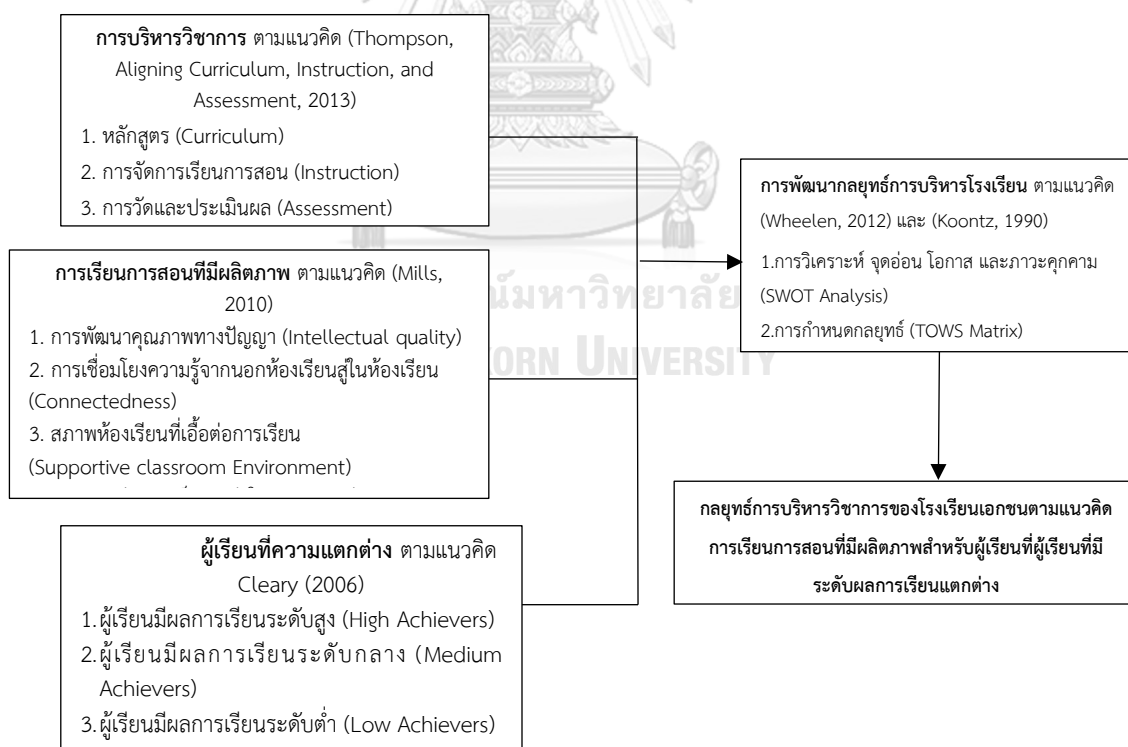 การบริหารวิชาการ ตามแนวคิด (Thompson,
Aligning Curriculum, Instruction, and
Assessment, 2013)
1. หลักสูตร (Curriculum)
2. การจัดการเรียนการสอน (Instruction)
3. การวัดและประเมินผล (Assessment)
การเรียนการสอนที่มีผลิตภาพ ตามแนวคิด (Mills,
2010)
1. การพัฒนาคุณภาพทางปัญญา (Intellectual quality)
2. การเชื่อมโยงความรู้จากนอกห้องเรียนสู่ในห้องเรียน
(Connectedness)
3. สภาพห้องเรียนที่เอื้อต่อการเรียน
(Supportive classroom Environment)
ผู้เรียนที่ความแตกต่าง ตามแนวคิด
Cleary (2006)
1.ผู้เรียนมีผลการเรียนระดับสูง (High Achievers)
2.ผู้เรียนมีผลการเรียนระดับกลาง (Medium
Achievers)
3.ผู้เรียนมีผลการเรียนระดับต่ำ (Low Achievers)
การพัฒนากลยุทธ์การบริหารโรงเรียน ตามแนวคิด
(Wheelen, 2012) และ (Koontz, 1990)
1.การวิเคราะห์ จุดอ่อน โอกาส และภาวะคุกคาม
(SWOT Analysis)
2.การกำหนดกลยุทธ์ (TOWS Matrix)
กลยุทธ์การบริหารวิชาการของโรงเรียนเอกชนตามแนวคิด
การเรียนการสอนที่มีผลิตภาพสำหรับผู้เรียนที่ผู้เรียนที่มี
ระดับผลการเรียนแตกต่าง
ณ์มหาวิทยาลัย
KORN UNIVERSITY